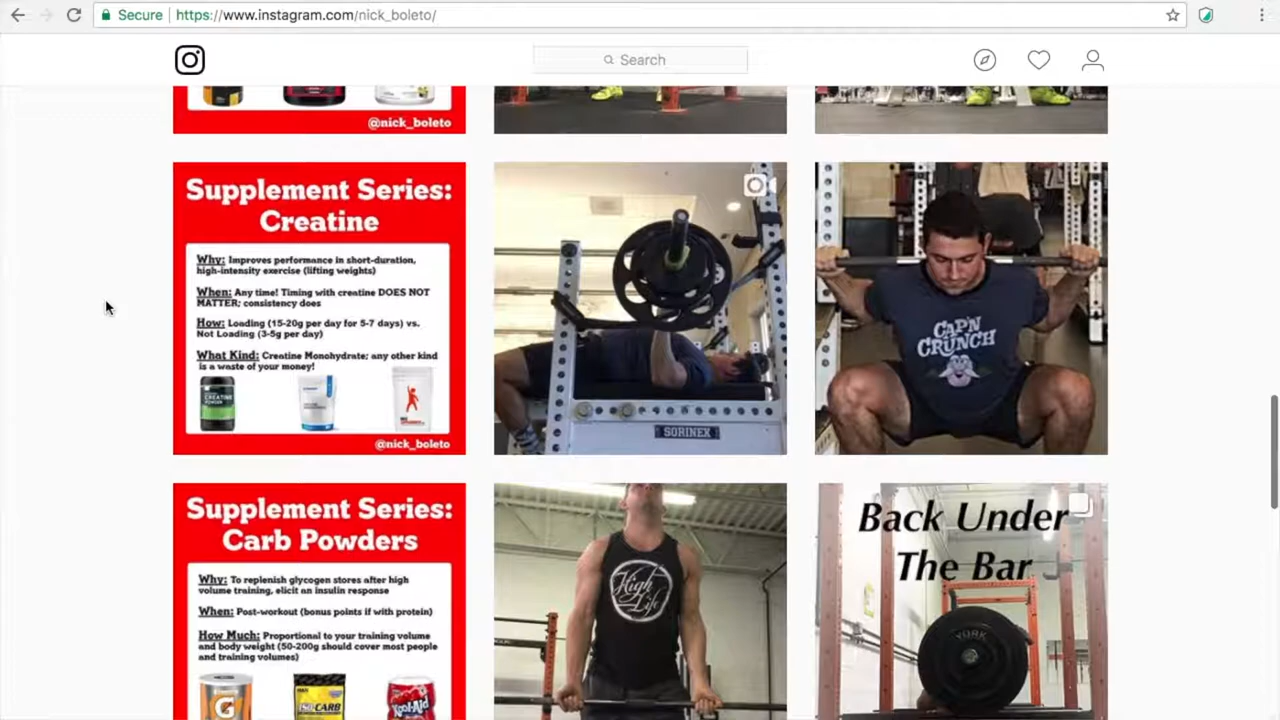 Secure
https://www.instagram.com/nick_boleto/
Search
@nick_boleto
Supplement Series:
Creatine
Why: Improves performance in short-duration,
high-intensity exercise (lifting weights)
When: Any time! Timing with creatine DOES NOT
MATTER; consistency does
How: Loading (15-20g per day for 5-7 days) vs.
Not Loading (3-5g per day)
What Kind: Creatine Monohydrate; any other kind
is a waste of your money!
CREATINE
POWDER
@nick_boleto
SORINEX
CAP'N
CRUNCH
Supplement Series:
Carb Powders
Why: To replenish glycogen stores after high
volume training, elicit an insulin response
When: Post-workout (bonus points if with protein)
How Much: Proportional to your training volume
and body weight (50-200g should cover most people
and training volumes)
G
ISO CARB
Kool-Aid
High
Life
Back Under
The Bar
YORK